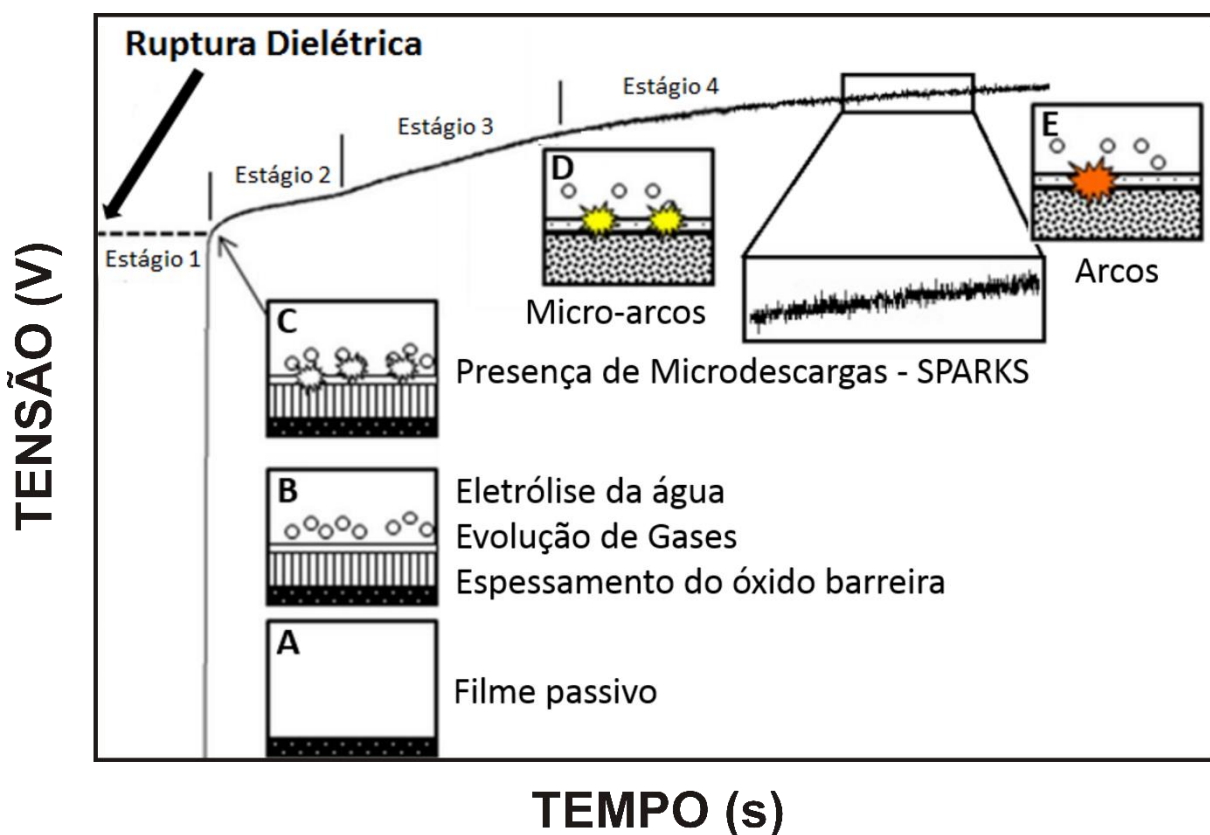 Ruptura Dielétrica
Estágio 1
Estágio 2
Estágio 3
Estágio 4
E
Arcos
D
Micro-arcos
C
Presença de Microdescargas - SPARKS
B
Eletrólise da água
Evolução de Gases
Espessamento do óxido barreira
A
Filme passivo
TENSÃO (V)
TEMPO (s)